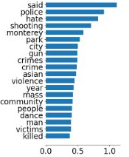 said
police
hate
shooting
monterey
park
city
gun
crimes
crime
asian
violence
year
mass
community
people
dance
man
victims
killed
0.0 0.5 1.0